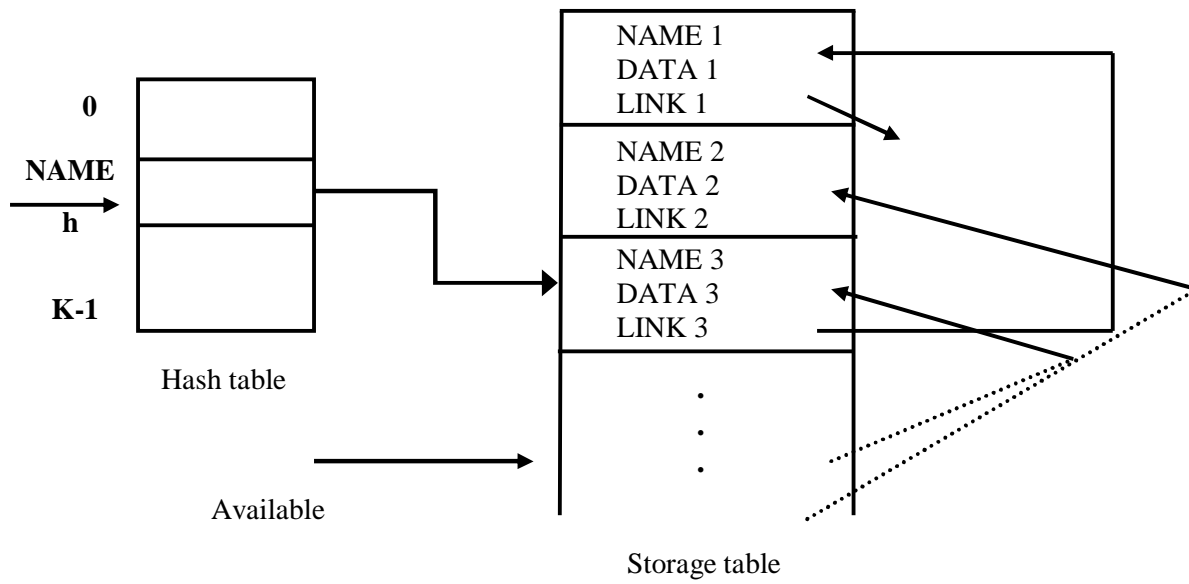 0
NAME
h
K-1
Hash table
Available
NAME 1
DATA 1
LINK 1
NAME 2
DATA 2
LINK 2
NAME 3
DATA 3
LINK 3
.
.
.
Storage table